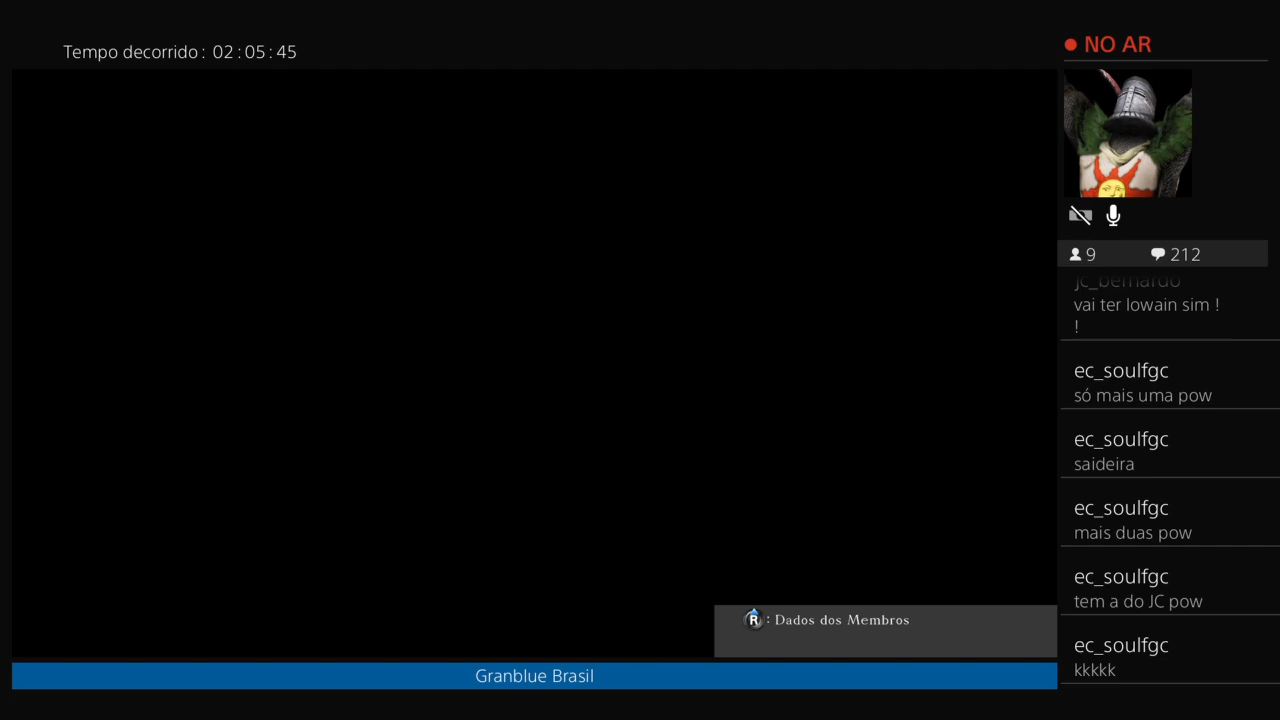 Tempo decorrido : 02 : 05 : 45
NO AR
9 212
jc_bernardo
vai ter lowain sim !
!
ec_soulfgc
só mais uma pow
ec_soulfgc
saideira
ec_soulfgc
mais duas pow
ec_soulfgc
tem a do JC pow
ec_soulfgc
kkkkk
R : Dados dos Membros
Granblue Brasil